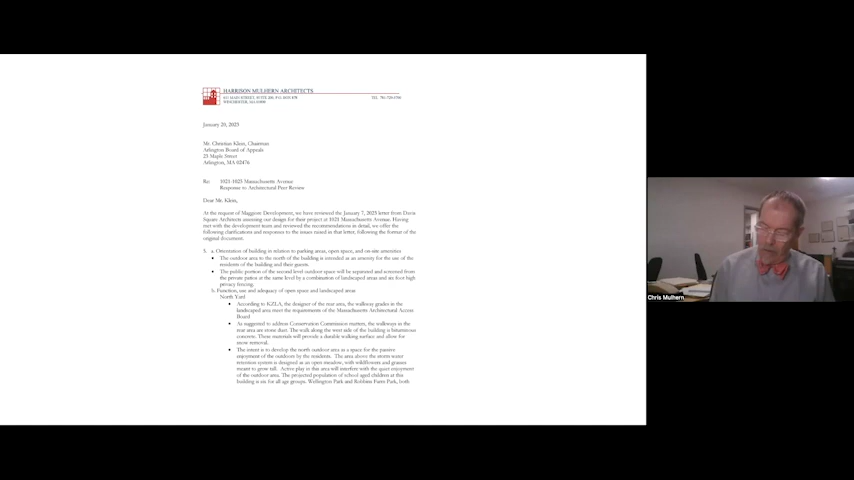 HARRISON MULHERN ARCHITECTS
WINCHESTER, MA 01890
January 20, 2023
Mr. Christian Klein, Chairman
Arlington Board of Appeals
23 Maple Street
Arlington, MA 02476
Re: 1021-1025 Massachusetts Avenue
Response to Architectural Peer Review
Dear Mr. Klein,
At the request of Maggiore Development, we have reviewed the January 7, 2023 letter from Davis
Square Architects assessing our design for their project at 1021 Massachusetts Avenue. Having
met with the development team and reviewed the recommendations in detail, we offer the
following clarifications and responses to the issues raised in that letter, following the format of the
original document.
5. a. Orientation of building in relation to parking areas, open space, and on-site amenities
• The outdoor area to the north of the building is intended as an amenity for the use of the
residents of the building and their guests.
• The public portion of the second level outdoor space will be separated and screened from
the private patios at the same level by a combination of landscaped areas and six foot high
privacy fencing.
b. Function, use and adequacy of open space and landscaped areas
North Yard
• According to KZLA, the designer of the rear area, the walkway grades in the
landscaped area meet the requirements of the Massachusetts Architectural Access
Board
• As suggested to address Conservation Commission matters, the walkways in the
rear area are stone dust. The walk along the west side of the building is bituminous
concrete. These materials will provide a durable walking surface and allow for
snow removal.
• The intent is to develop the north outdoor area as a space for the passive
enjoyment of the outdoors by the residents. The area above the storm water
retention system is designed as an open meadow, with wildflowers and grasses
meant to grow tall. Active play in this area will interfere with the quiet enjoyment
of the outdoor area. The projected population of school aged children at this
building is six for all age groups. Wellington Park and Robbins Farm Park, both
Chris Mulhern